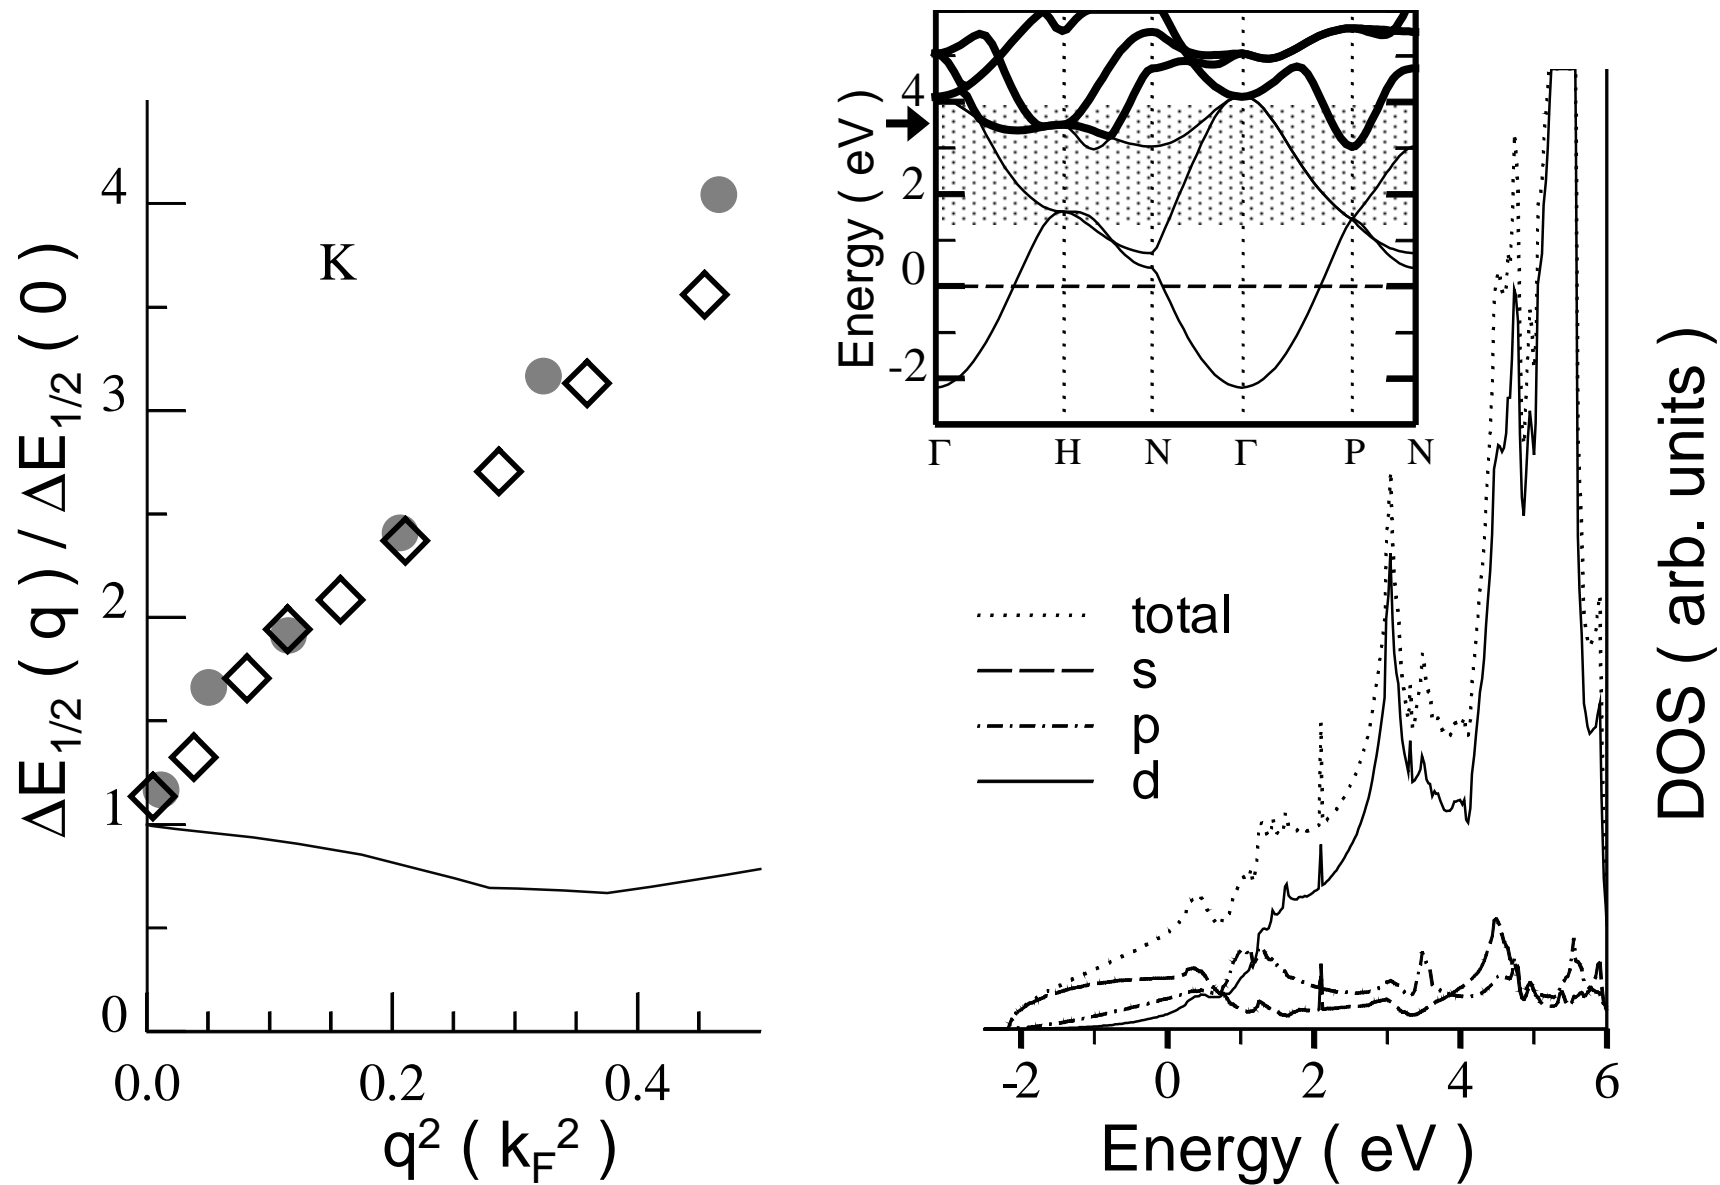 ΔE1/2 ( q ) / ΔE1/2 ( 0 )
4
3
2
1
0
K
0.0 0.2 0.4
q² ( kF² )
Energy ( eV )
4
2
0
-2
Γ H N Γ P N
total
s
p
d
DOS ( arb. units )
-2 0 2 4 6
Energy ( eV )